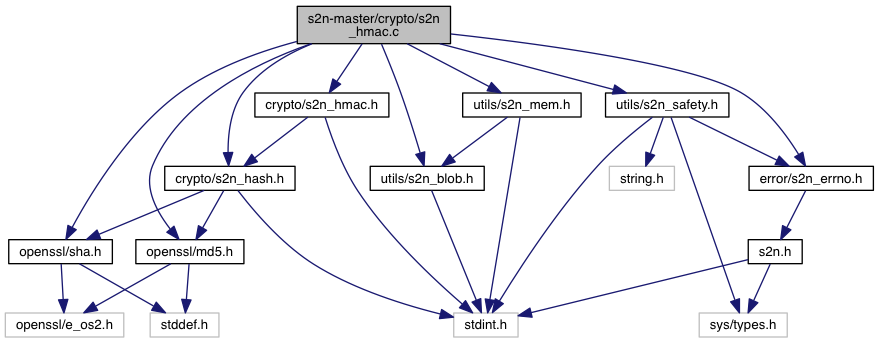 s2n-master/crypto/s2n
_hmac.c
crypto/s2n_hmac.h
utils/s2n_mem.h
utils/s2n_safety.h
crypto/s2n_hash.h
utils/s2n_blob.h
string.h
error/s2n_errno.h
openssl/sha.h
openssl/md5.h
s2n.h
openssl/e_os2.h
stddef.h
stdint.h
sys/types.h